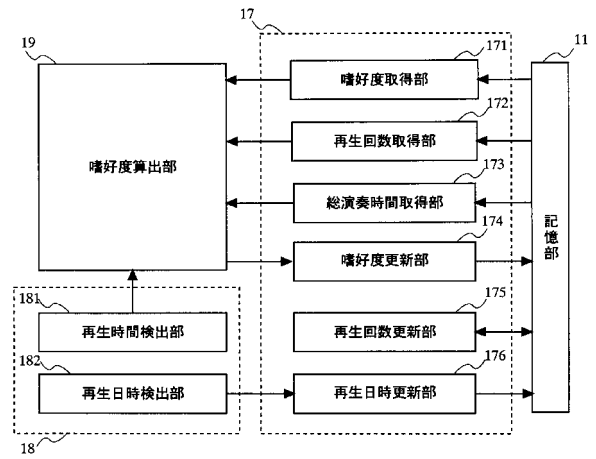 17
19
171
11
嗜好度取得部
172
再生回数取得部
嗜好度算出部
173
総演奏時間取得部
記憶部
174
嗜好度更新部
181
175
再生時間検出部
再生回数更新部
182
176
再生日時検出部
再生日時更新部
18